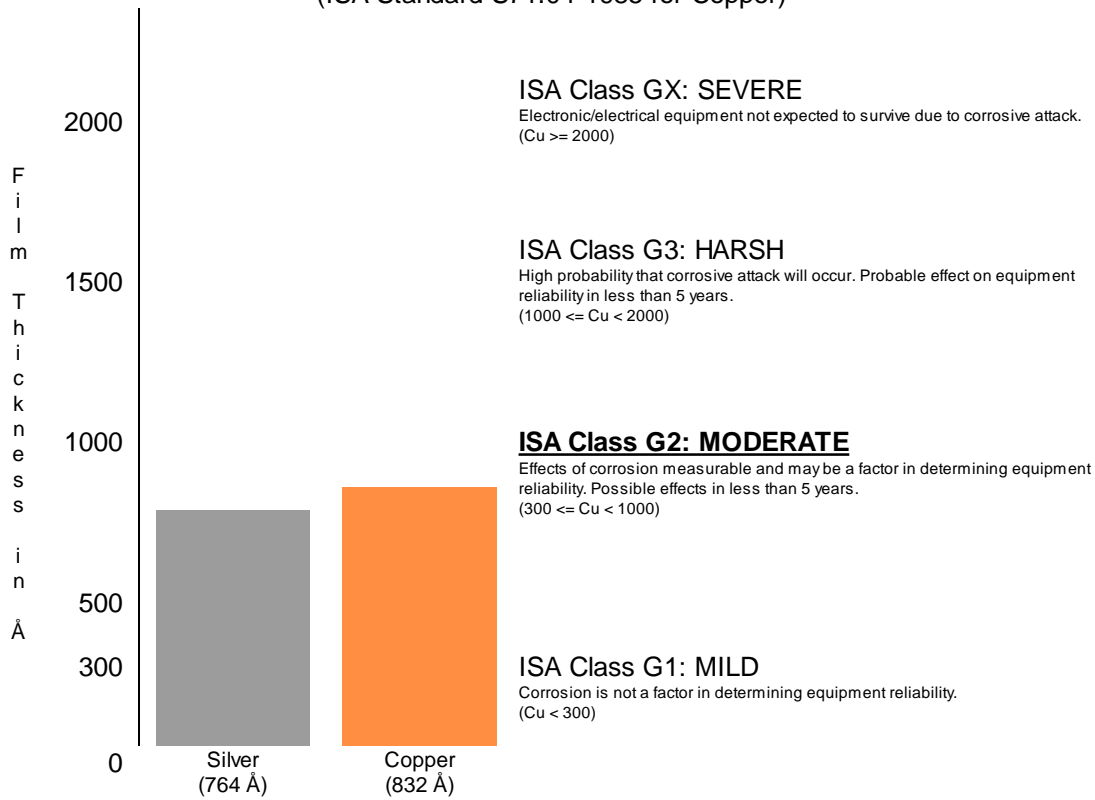 2000
1500
1000
500
300
0
Film Thickness in Å
ISA Class GX: SEVERE
Electronic/electrical equipment not expected to survive due to corrosive attack.
(Cu >= 2000)
ISA Class G3: HARSH
High probability that corrosive attack will occur. Probable effect on equipment
reliability in less than 5 years.
(1000 <= Cu < 2000)
ISA Class G2: MODERATE
Effects of corrosion measurable and may be a factor in determining equipment
reliability. Possible effects in less than 5 years.
(300 <= Cu < 1000)
ISA Class G1: MILD
Corrosion is not a factor in determining equipment reliability.
(Cu < 300)
Silver
(764 Å)
Copper
(832 Å)